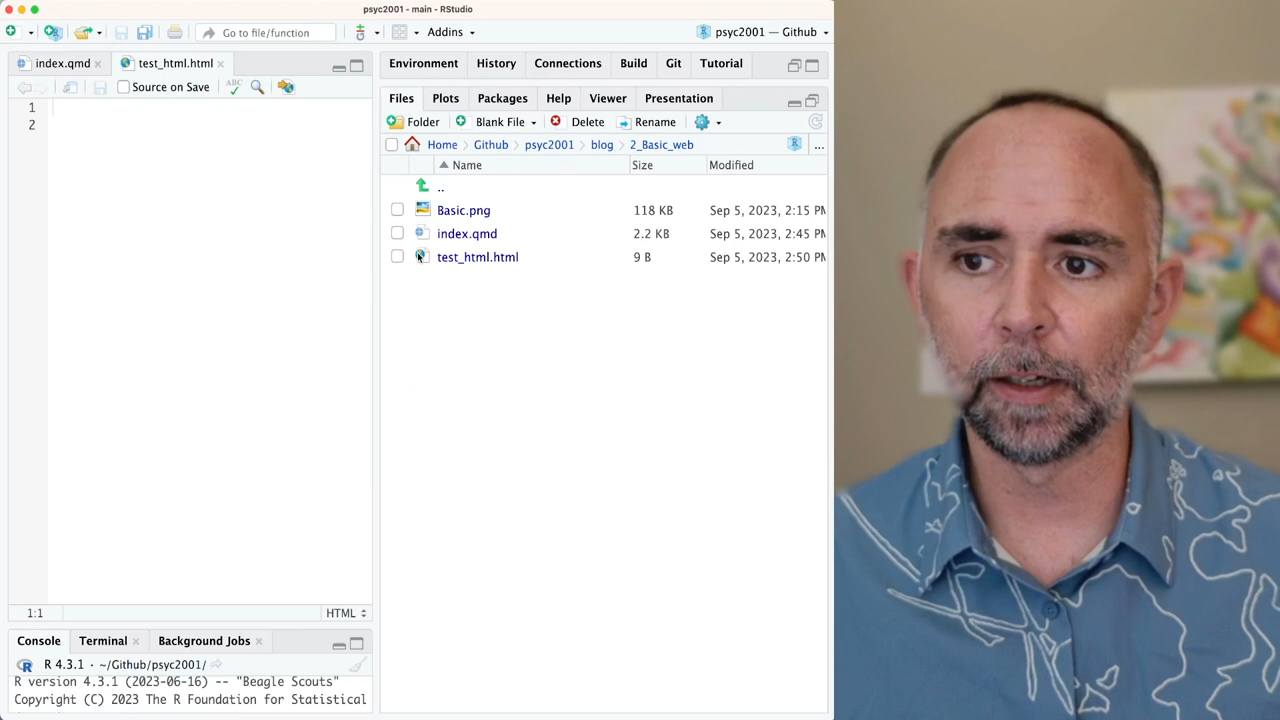 psyc2001 - main - RStudio
Go to file/function
Addins
psyc2001 — Github
index.qmd
test_html.html
Source on Save
ABC
1
2
1:1
HTML
Console
Terminal
Background Jobs
R 4.3.1 · ~/Github/psyc2001/
R version 4.3.1 (2023-06-16) -- "Beagle Scouts"
Copyright (C) 2023 The R Foundation for Statistical
Environment
History
Connections
Build
Git
Tutorial
Files
Plots
Packages
Help
Viewer
Presentation
Folder
Blank File
Delete
Rename
Home
Github
psyc2001
blog
2_Basic_web
...
Name
Size
Modified
..
Basic.png 118 KB Sep 5, 2023, 2:15 PM
index.qmd 2.2 KB Sep 5, 2023, 2:45 PM
test_html.html 9 B Sep 5, 2023, 2:50 PM